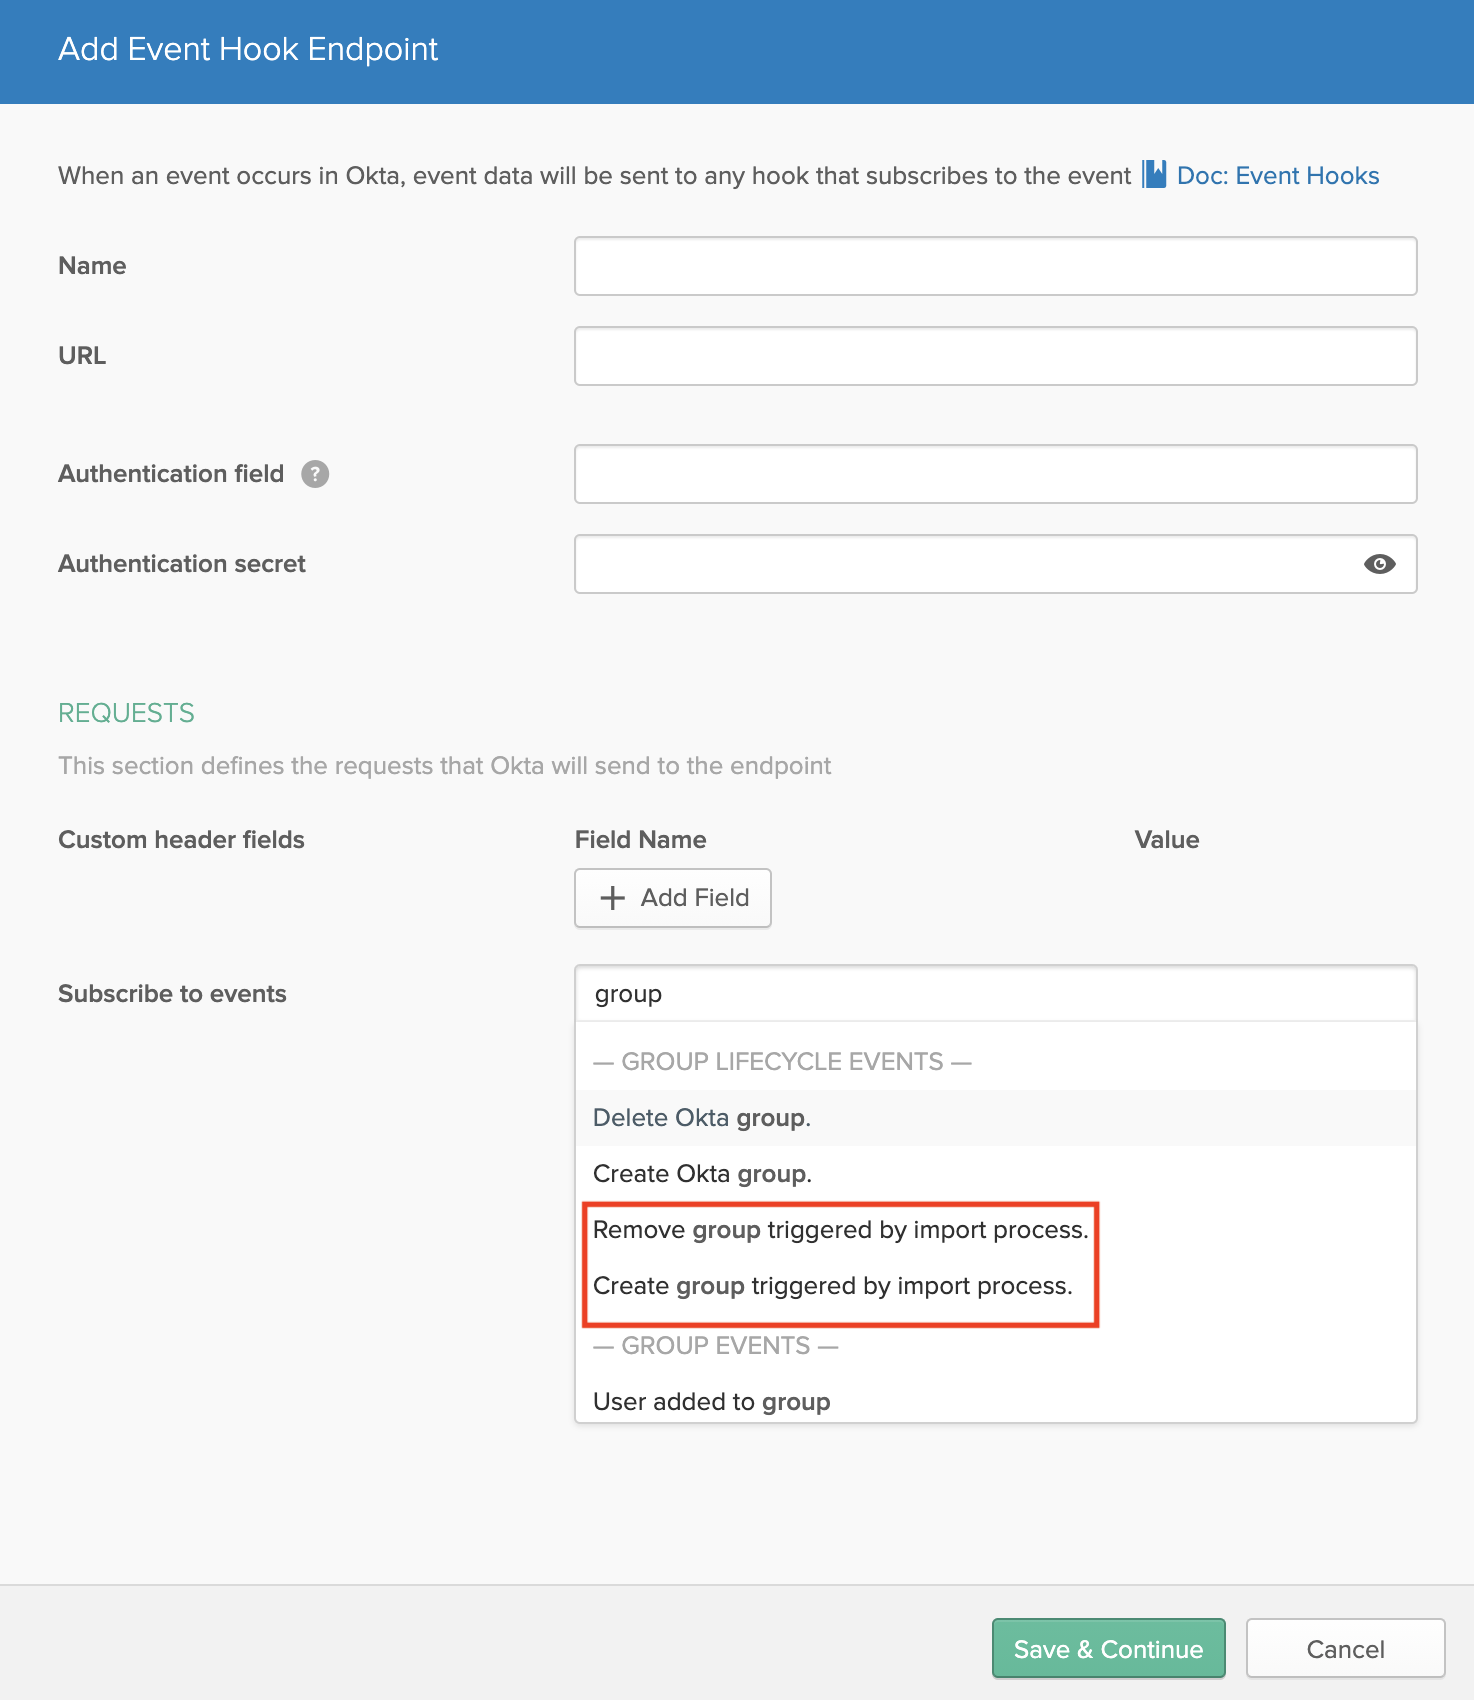 Add Event Hook Endpoint
When an event occurs in Okta, event data will be sent to any hook that subscribes to the event Doc: Event Hooks
Name
URL
Authentication field ?
Authentication secret
REQUESTS
This section defines the requests that Okta will send to the endpoint
Custom header fields Field Name Value
+ Add Field
Subscribe to events group
— GROUP LIFECYCLE EVENTS —
Delete Okta group.
Create Okta group.
Remove group triggered by import process.
Create group triggered by import process.
— GROUP EVENTS —
User added to group
Save & Continue Cancel